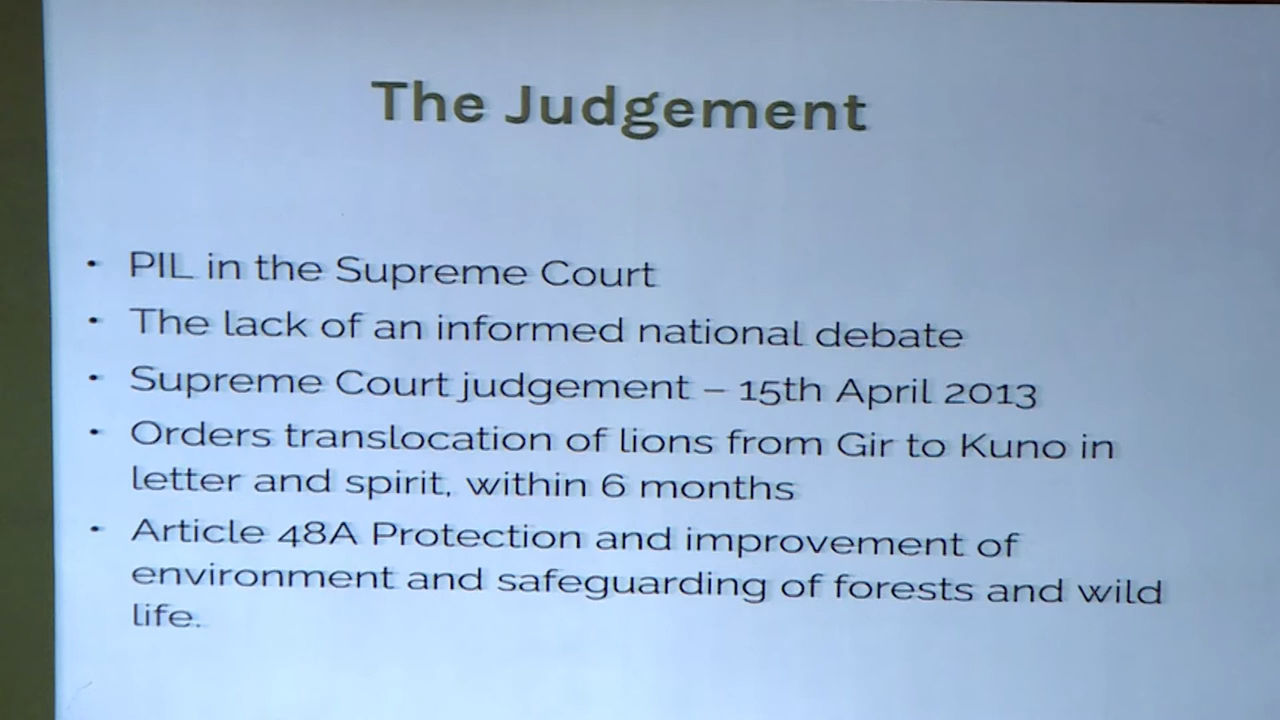 The Judgement
• PIL in the Supreme Court
• The lack of an informed national debate
• Supreme Court judgement – 15th April 2013
• Orders translocation of lions from Gir to Kuno in
letter and spirit, within 6 months
• Article 48A Protection and improvement of
environment and safeguarding of forests and wild
life.